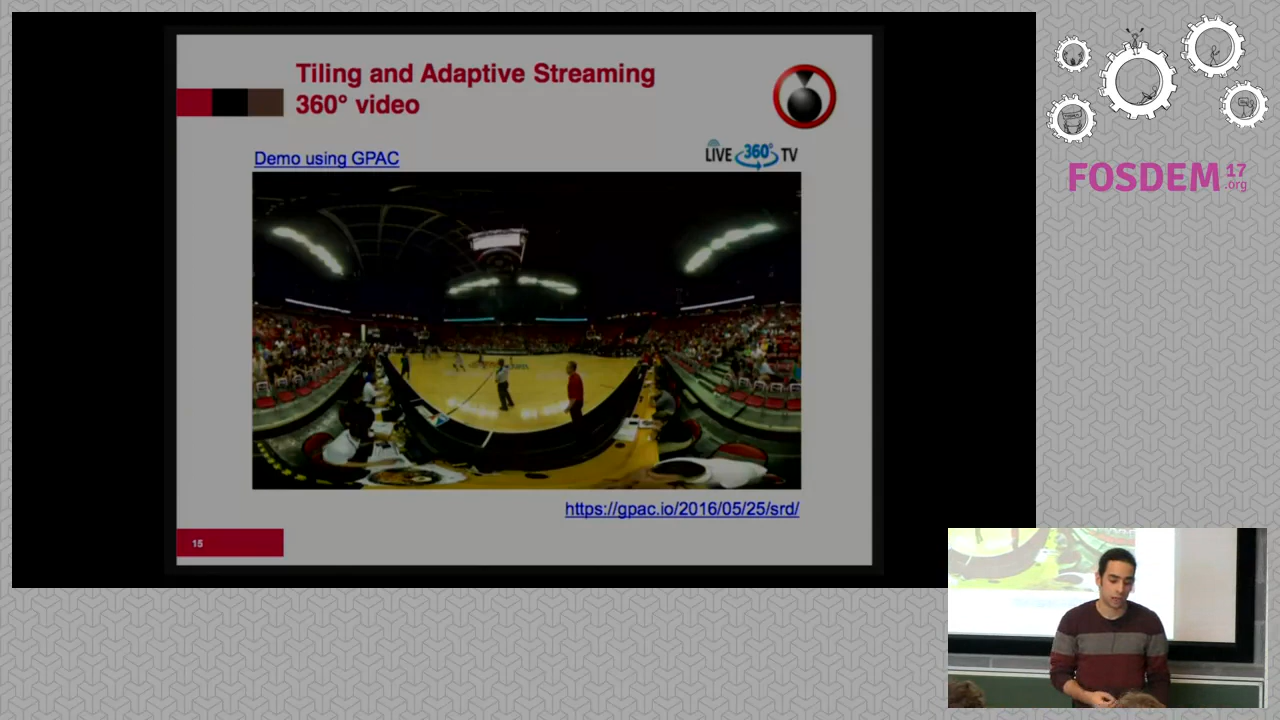 Tiling and Adaptive Streaming
360° video
Demo using GPAC
LIVE 360° TV
https://gpac.io/2016/05/25/srd/
15
FOSDEM 17
.org